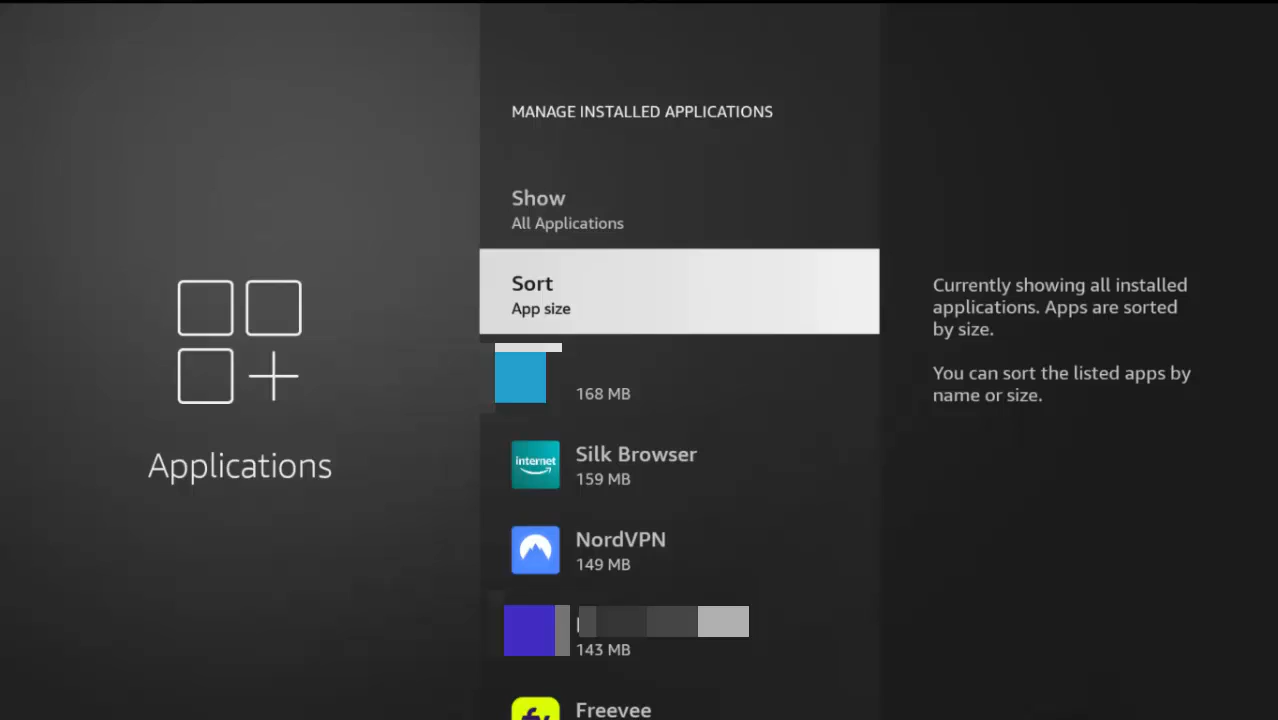 MANAGE INSTALLED APPLICATIONS
Show
All Applications
Sort
App size
168 MB
internet
Silk Browser
159 MB
NordVPN
149 MB
143 MB
Freevee
Applications
Currently showing all installed
applications. Apps are sorted
by size.
You can sort the listed apps by
name or size.